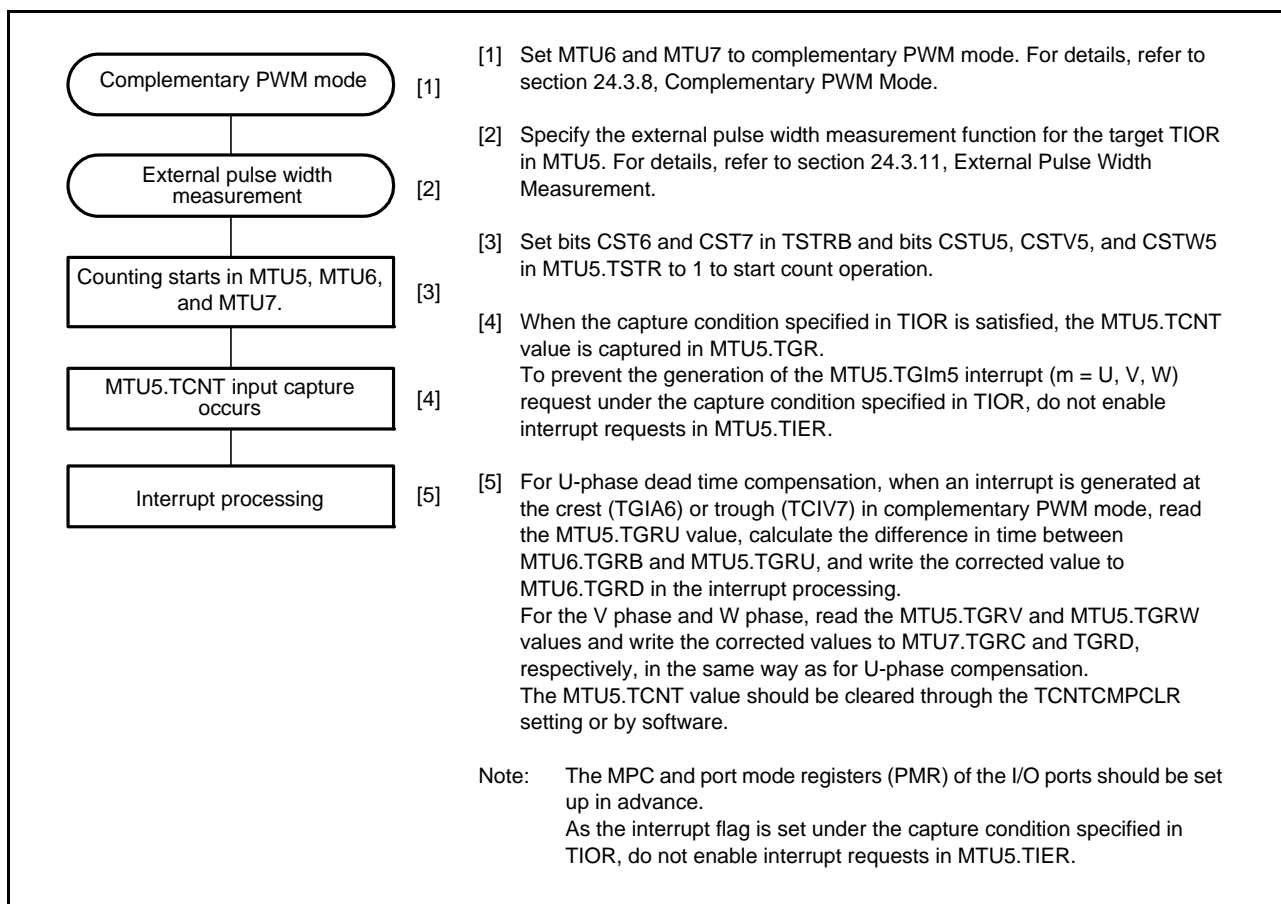 Complementary PWM mode
[1]
External pulse width
measurement
[2]
Counting starts in MTU5, MTU6,
and MTU7.
[3]
MTU5.TCNT input capture
occurs
[4]
Interrupt processing
[5]
[1] Set MTU6 and MTU7 to complementary PWM mode. For details, refer to
section 24.3.8, Complementary PWM Mode.
[2] Specify the external pulse width measurement function for the target TIOR
in MTU5. For details, refer to section 24.3.11, External Pulse Width
Measurement.
[3] Set bits CST6 and CST7 in TSTRB and bits CSTU5, CSTV5, and CSTW5
in MTU5.TSTR to 1 to start count operation.
[4] When the capture condition specified in TIOR is satisfied, the MTU5.TCNT
value is captured in MTU5.TGR.
To prevent the generation of the MTU5.TGIm5 interrupt (m = U, V, W)
request under the capture condition specified in TIOR, do not enable
interrupt requests in MTU5.TIER.
[5] For U-phase dead time compensation, when an interrupt is generated at
the crest (TGIA6) or trough (TCIV7) in complementary PWM mode, read
the MTU5.TGRU value, calculate the difference in time between
MTU6.TGRB and MTU5.TGRU, and write the corrected value to
MTU6.TGRD in the interrupt processing.
For the V phase and W phase, read the MTU5.TGRV and MTU5.TGRW
values and write the corrected values to MTU7.TGRC and TGRD,
respectively, in the same way as for U-phase compensation.
The MTU5.TCNT value should be cleared through the TCNTCMPCLR
setting or by software.
Note: The MPC and port mode registers (PMR) of the I/O ports should be set
up in advance.
As the interrupt flag is set under the capture condition specified in
TIOR, do not enable interrupt requests in MTU5.TIER.